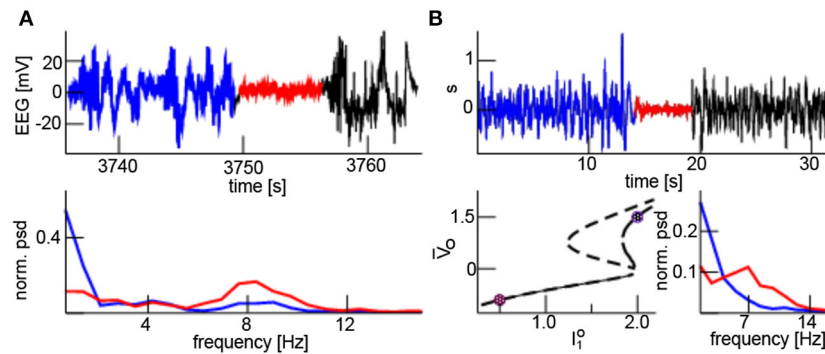 A
EEG [mV]
20
0
-20
3740
3750
3760
time [s]
norm. psd
0.4
4
8
12
frequency [Hz]
B
s
1
0
10
20
30
time [s]
V̄o
1.5
0
1.0
2.0
I₁ᵒ
norm. psd
0.2
0.1
7
14
frequency [Hz]